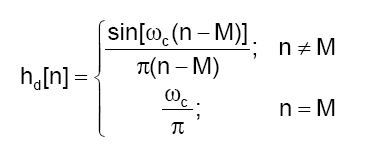 sin[ω_c(n – M)]
———————; n ≠ M
π(n – M)
h_d[n] = {
ω_c
——; n = M
π